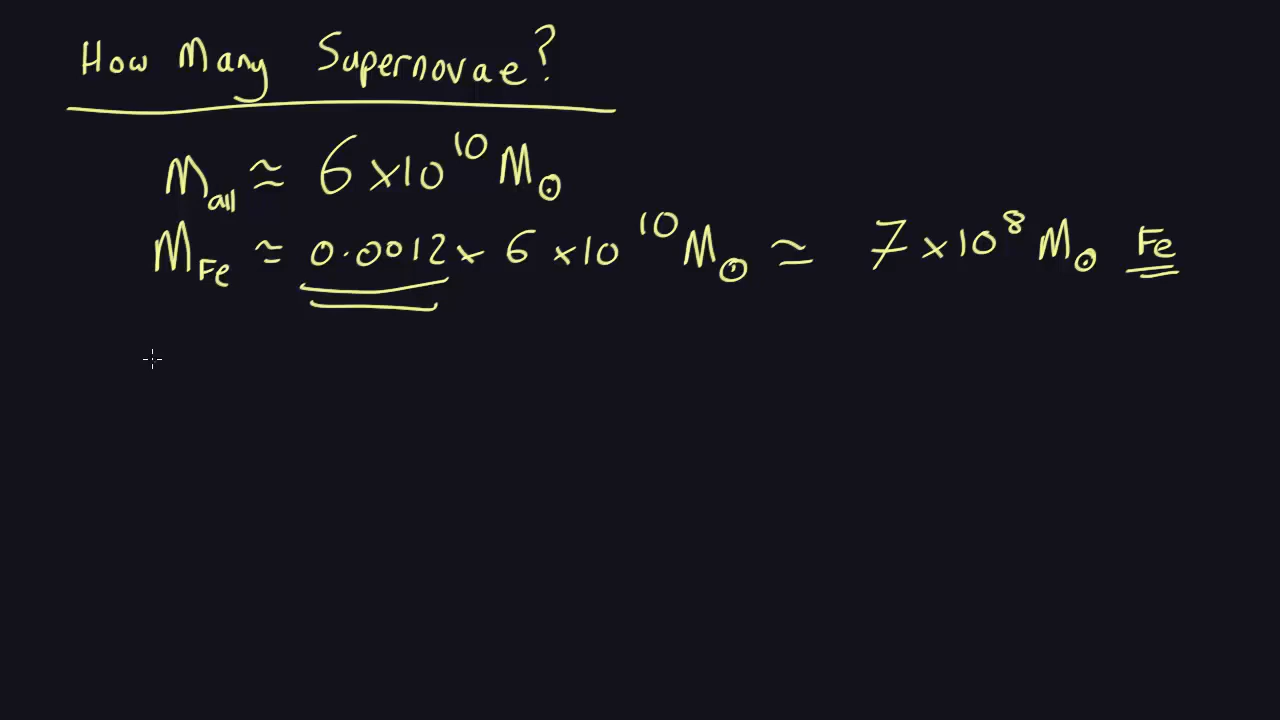 How Many Supernovae?
M_all ≃ 6×10^10 M_⊙
M_Fe ≃ 0.0012 × 6 ×10^10 M_⊙ ≃ 7×10^8 M_⊙ Fe